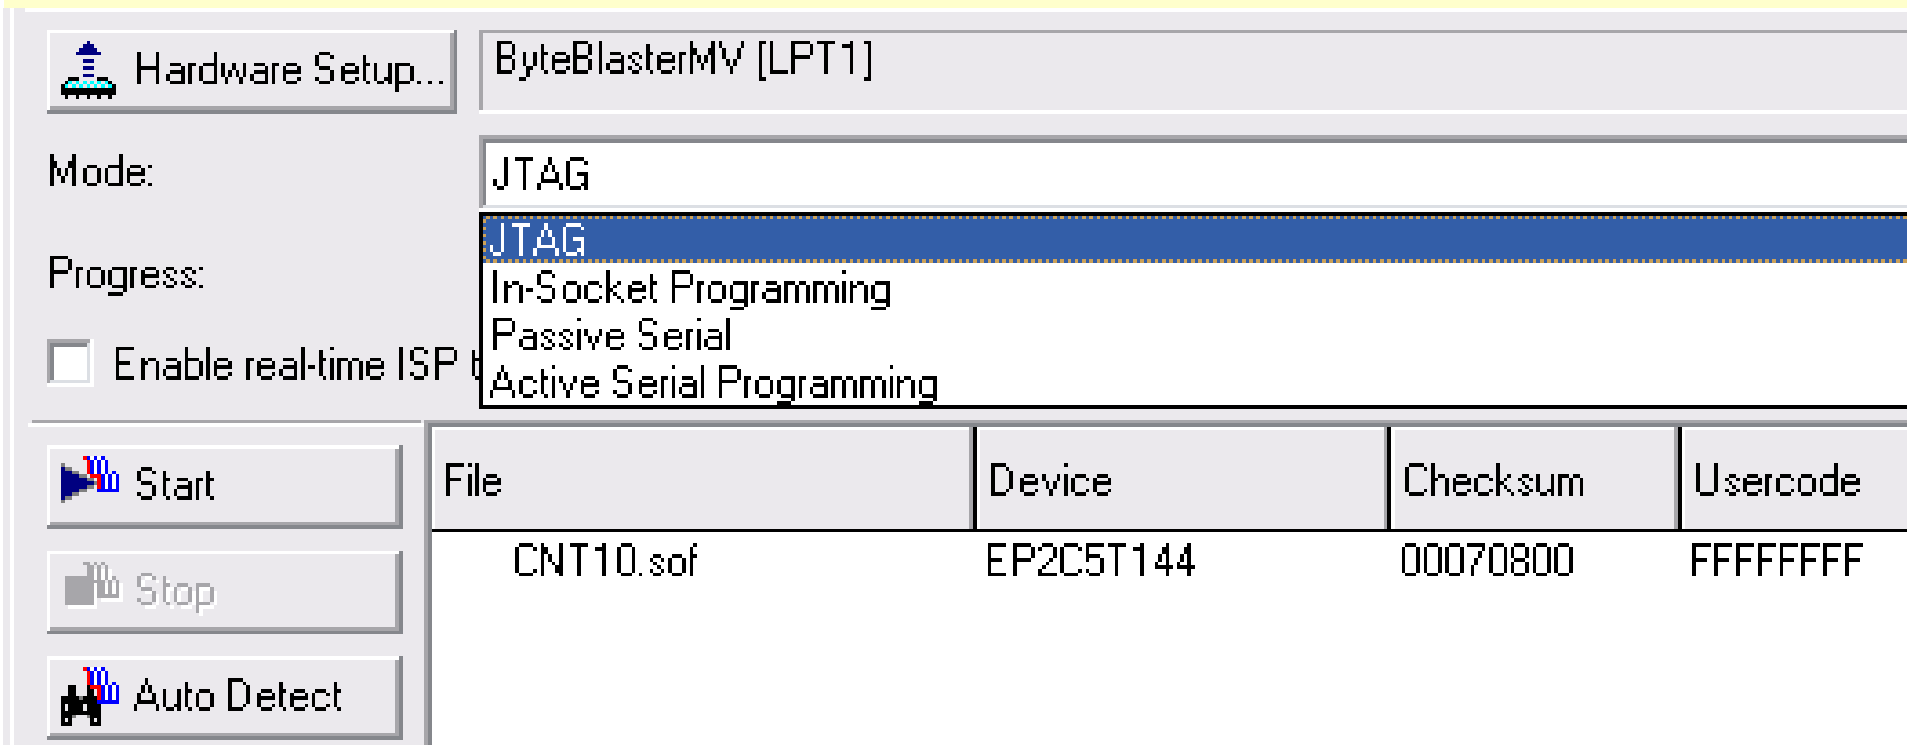 Hardware Setup... ByteBlasterMV [LPT1]
Mode: JTAG
JTAG
Progress:
In-Socket Programming
Passive Serial
Enable real-time ISP
Active Serial Programming
Start File Device Checksum Usercode
CNT10.sof EP2C5T144 00070800 FFFFFFFF
Stop
Auto Detect